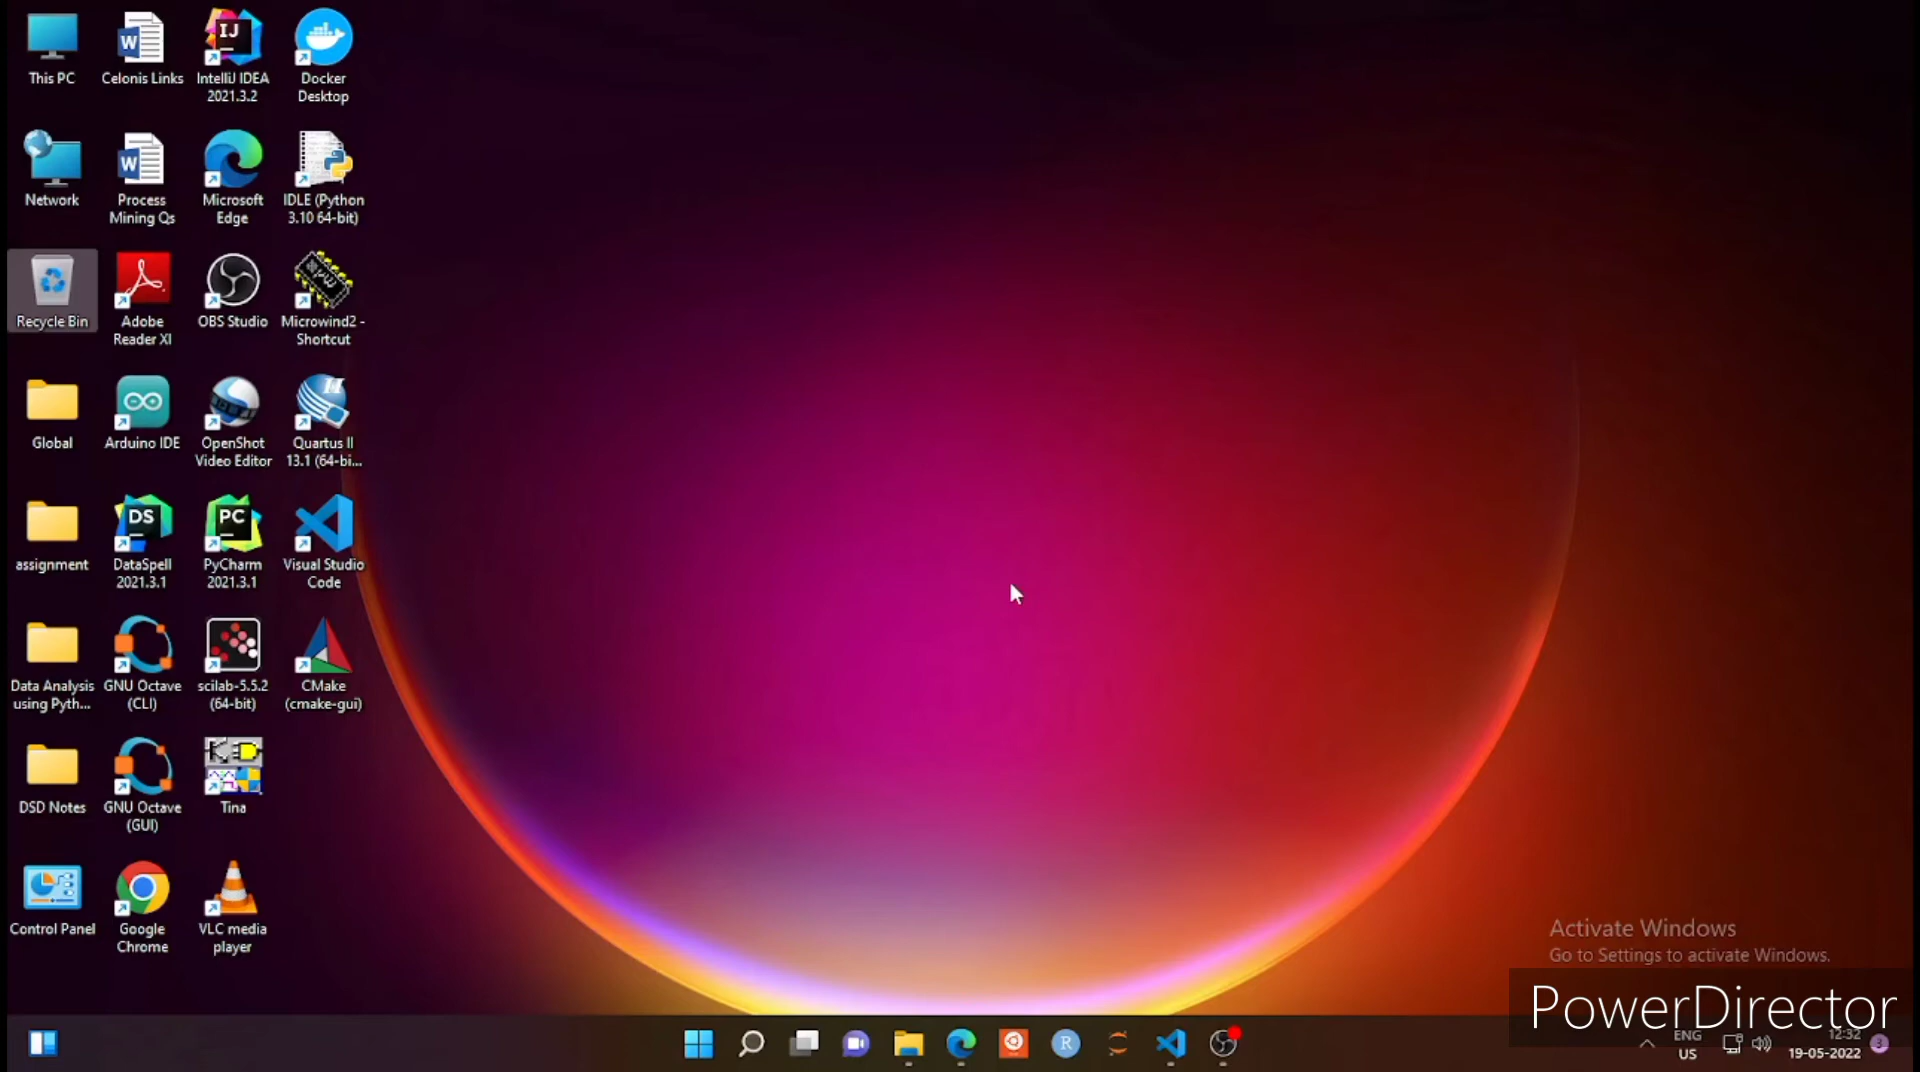 This PC
Celonis Links
IntelliJ IDEA
2021.3.2
Docker
Desktop
Network
Process
Mining Qs
Microsoft
Edge
IDLE (Python
3.10 64-bit)
Recycle Bin
Adobe
Reader XI
OBS Studio
Microwind2 -
Shortcut
Global
Arduino IDE
OpenShot
Video Editor
Quartus II
13.1 (64-bi...
assignment
DS
DataSpell
2021.3.1
PC
PyCharm
2021.3.1
Visual Studio
Code
Data Analysis
using Pyth...
GNU Octave
(CLI)
scilab-5.5.2
(64-bit)
CMake
(cmake-gui)
DSD Notes
GNU Octave
(GUI)
Tina
Control Panel
Google
Chrome
VLC media
player
Activate Windows
Go to Settings to activate Windows.
PowerDirector
ENG
US
12:32
19-05-2022
3
W
W
IJ
II
R